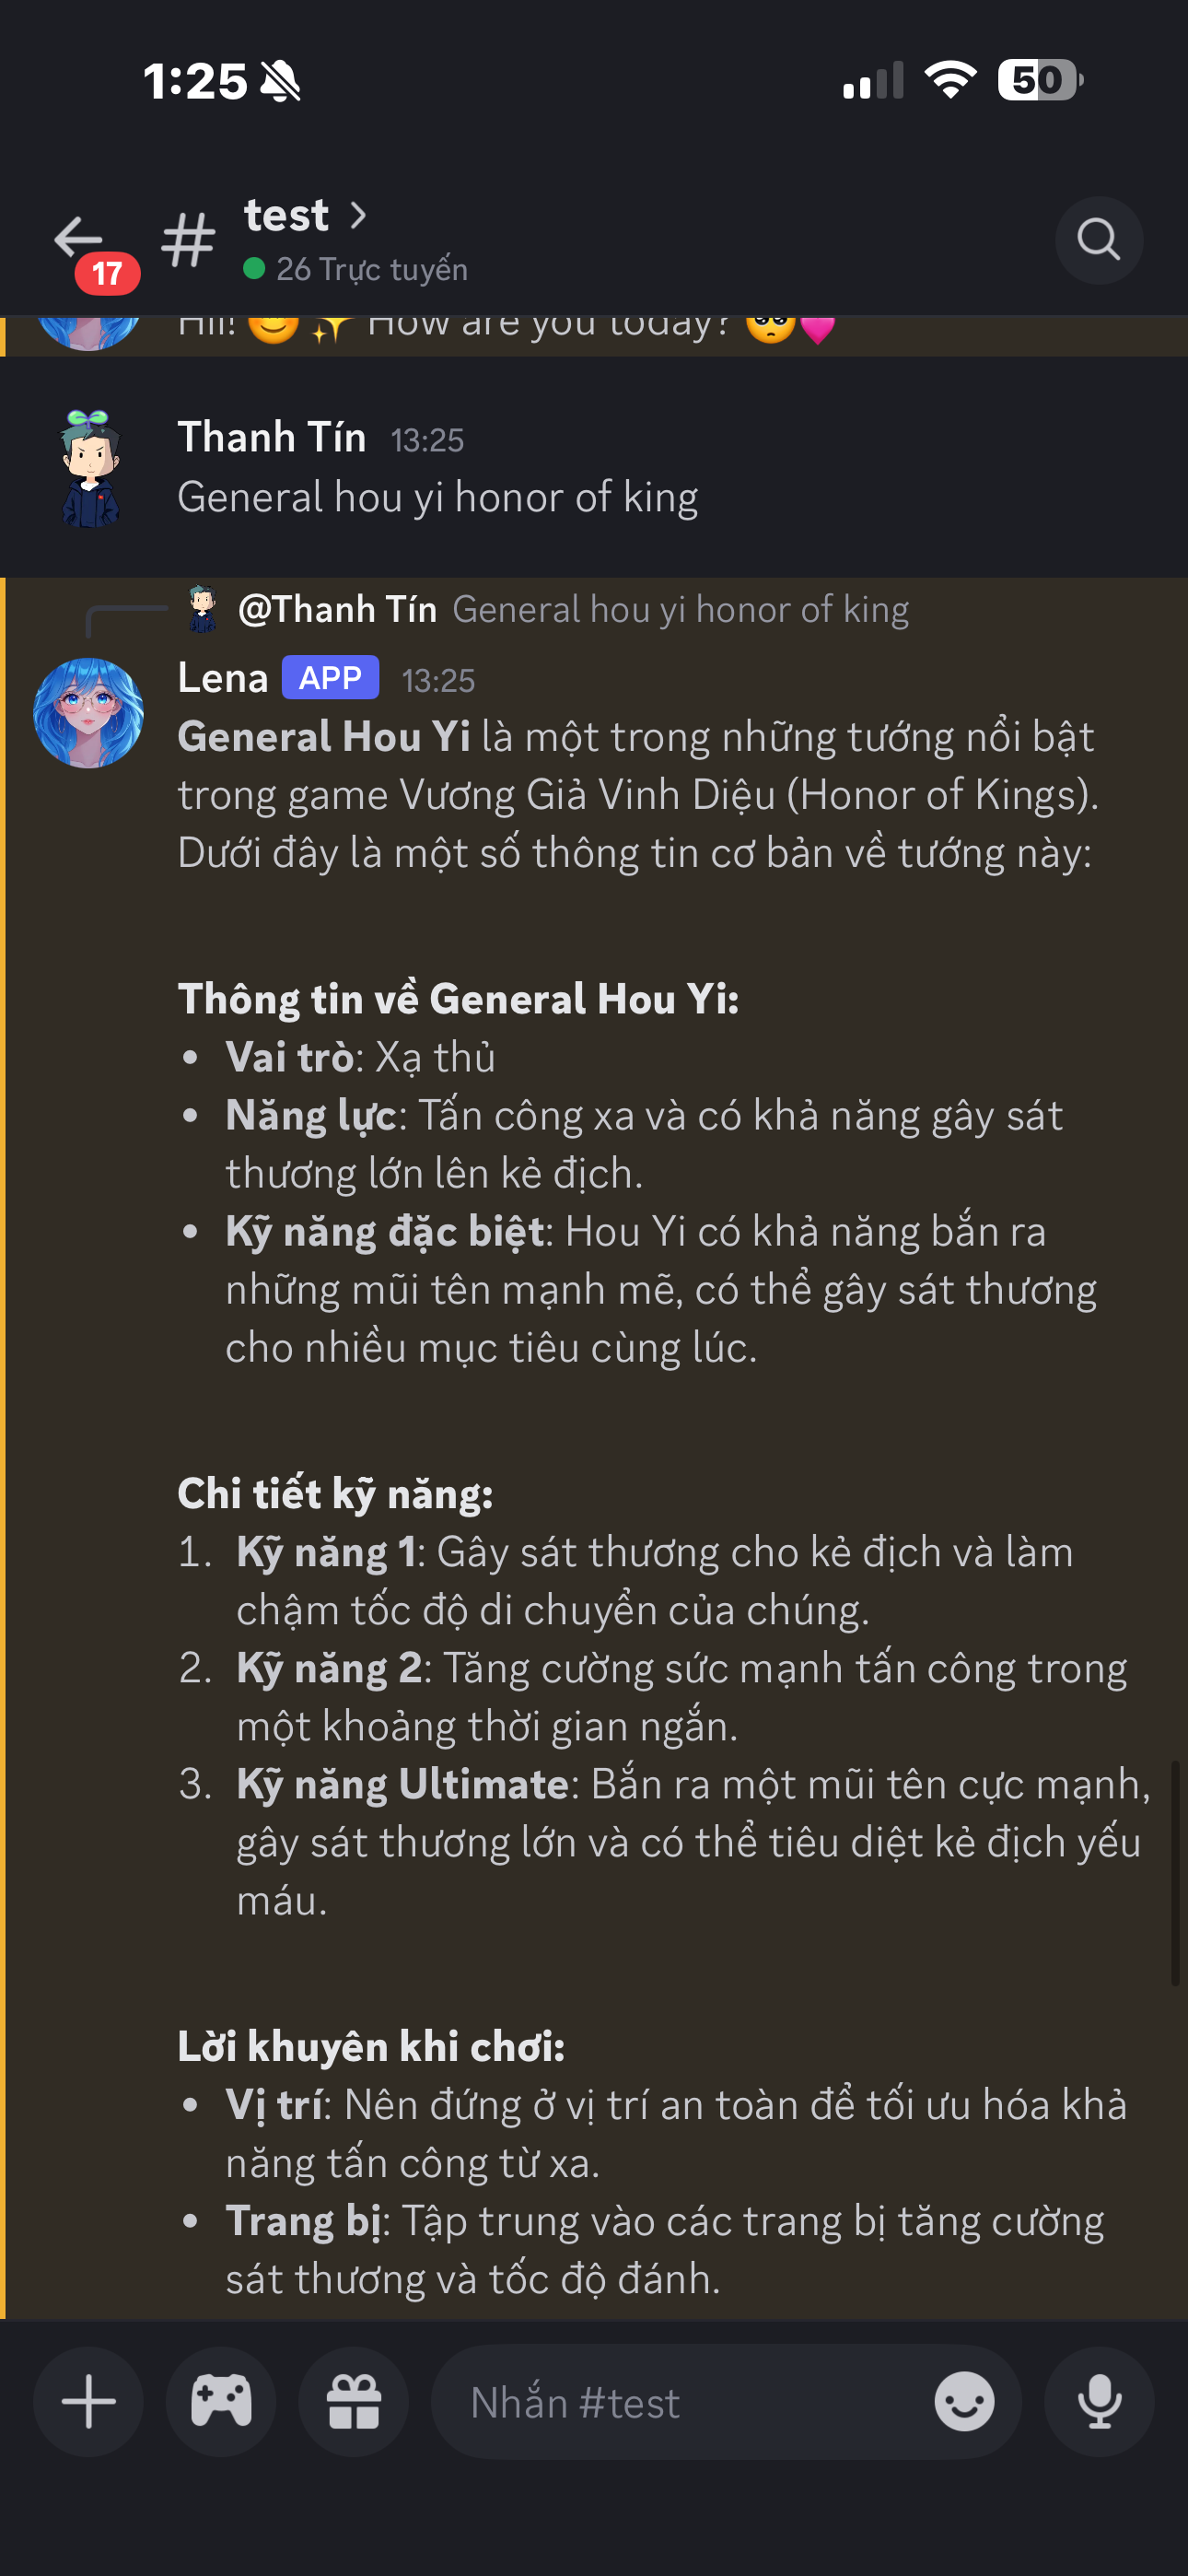 1:25
50
test
17
26 Trực tuyến
Hii! 😊 ✨ How are you today? 🥺💗
Thanh Tín 13:25
General hou yi honor of king
@Thanh Tín General hou yi honor of king
Lena APP 13:25
General Hou Yi là một trong những tướng nổi bật
trong game Vương Giả Vinh Diệu (Honor of Kings).
Dưới đây là một số thông tin cơ bản về tướng này:
Thông tin về General Hou Yi:
• Vai trò: Xạ thủ
• Năng lực: Tấn công xa và có khả năng gây sát
thương lớn lên kẻ địch.
• Kỹ năng đặc biệt: Hou Yi có khả năng bắn ra
những mũi tên mạnh mẽ, có thể gây sát thương
cho nhiều mục tiêu cùng lúc.
Chi tiết kỹ năng:
1. Kỹ năng 1: Gây sát thương cho kẻ địch và làm
chậm tốc độ di chuyển của chúng.
2. Kỹ năng 2: Tăng cường sức mạnh tấn công trong
một khoảng thời gian ngắn.
3. Kỹ năng Ultimate: Bắn ra một mũi tên cực mạnh,
gây sát thương lớn và có thể tiêu diệt kẻ địch yếu
máu.
Lời khuyên khi chơi:
• Vị trí: Nên đứng ở vị trí an toàn để tối ưu hóa khả
năng tấn công từ xa.
• Trang bị: Tập trung vào các trang bị tăng cường
sát thương và tốc độ đánh.
Nhắn #test